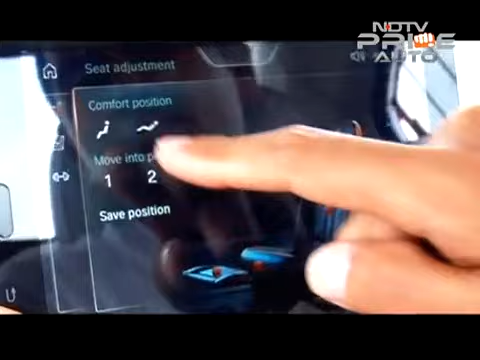 NDTV
PRIME
AUTO
Seat adjustment
Comfort position
Move into
1 2
Save position